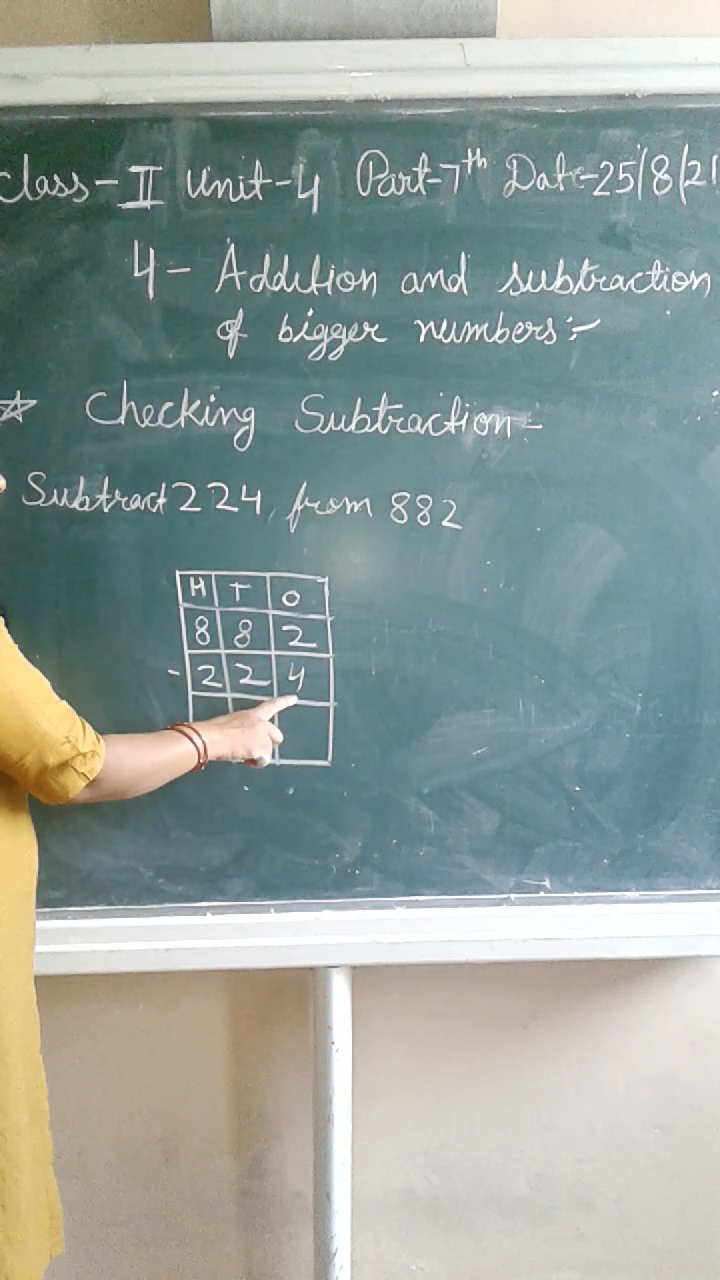 Class-II Unit-4 Part-7th Date-25/8/21
4- Addition and subtraction
of bigger numbers:-
☆ Checking Subtraction-
Subtract 224, from 882
H T O
8 8 2
- 2 2 4